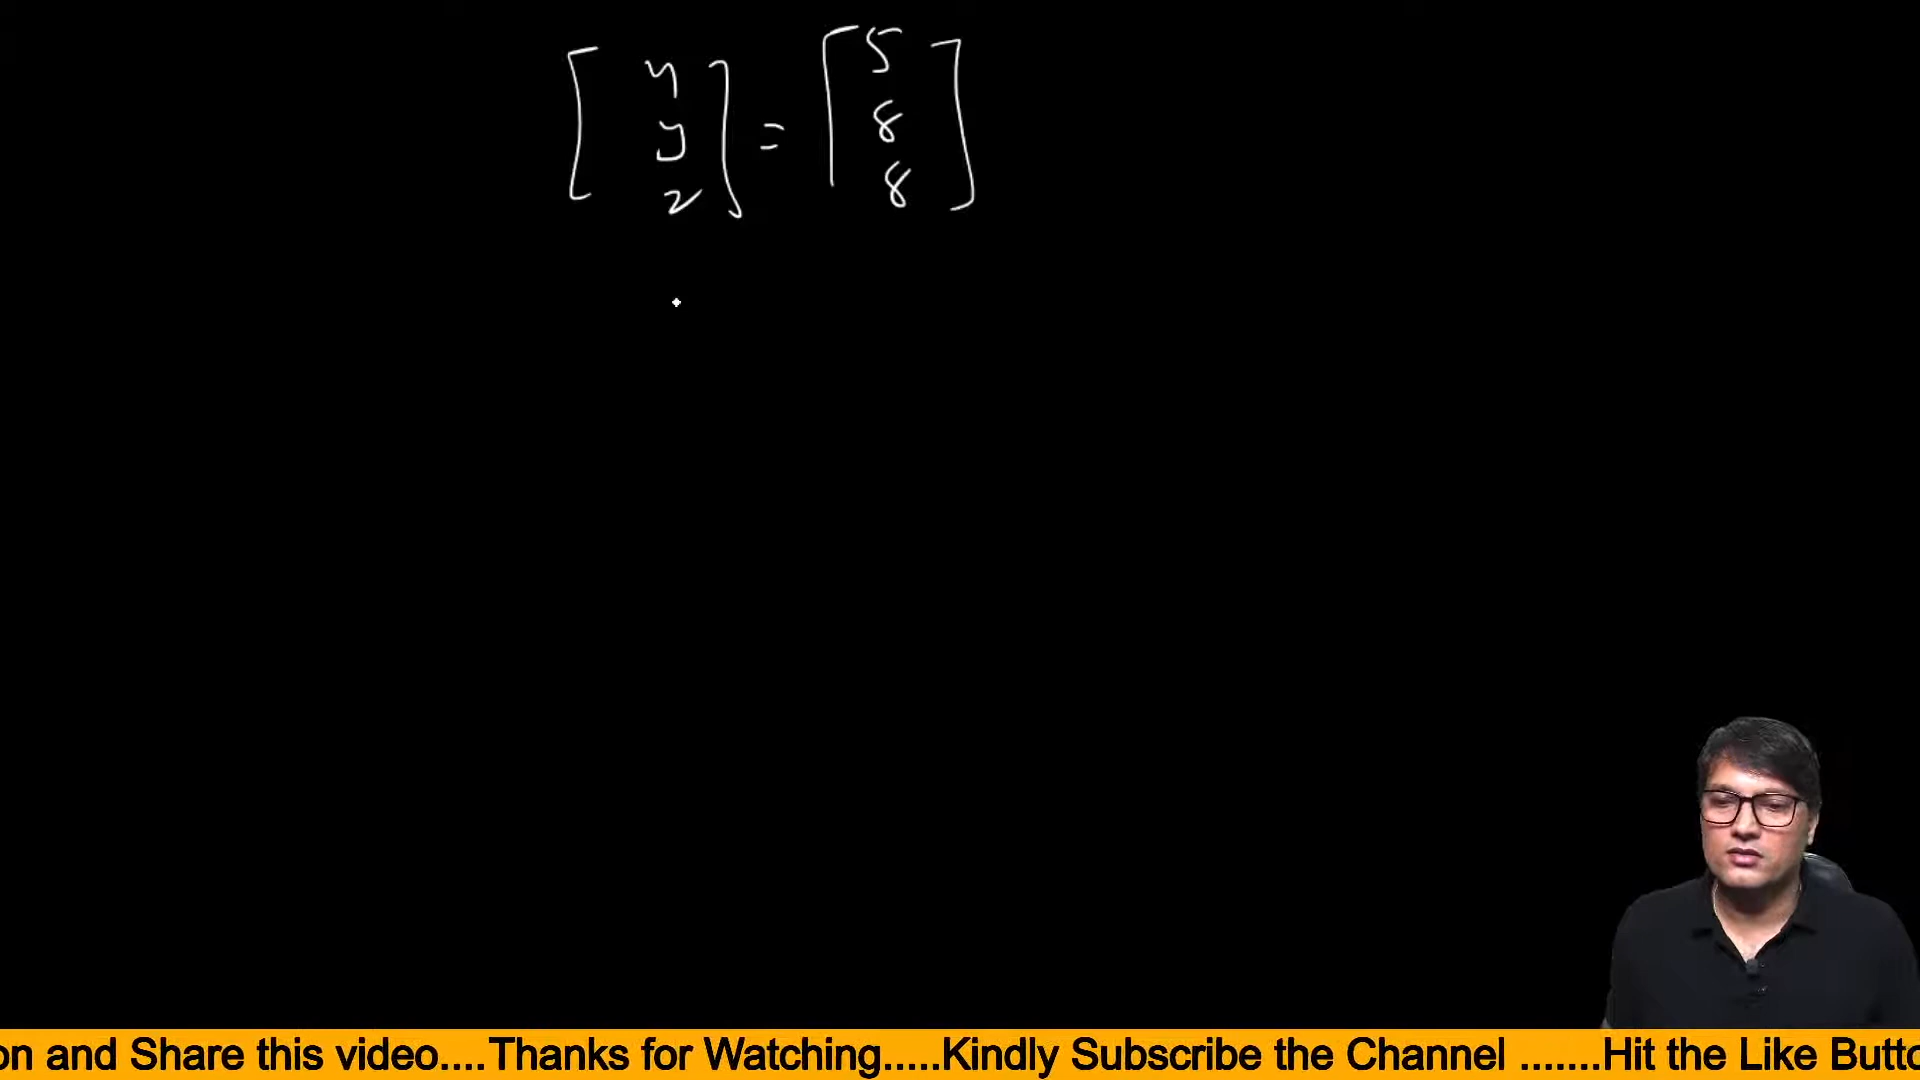 [ x ] = [ 5 ]
y 8
z 8
on and Share this video....Thanks for Watching.....Kindly Subscribe the Channel .......Hit the Like Butto